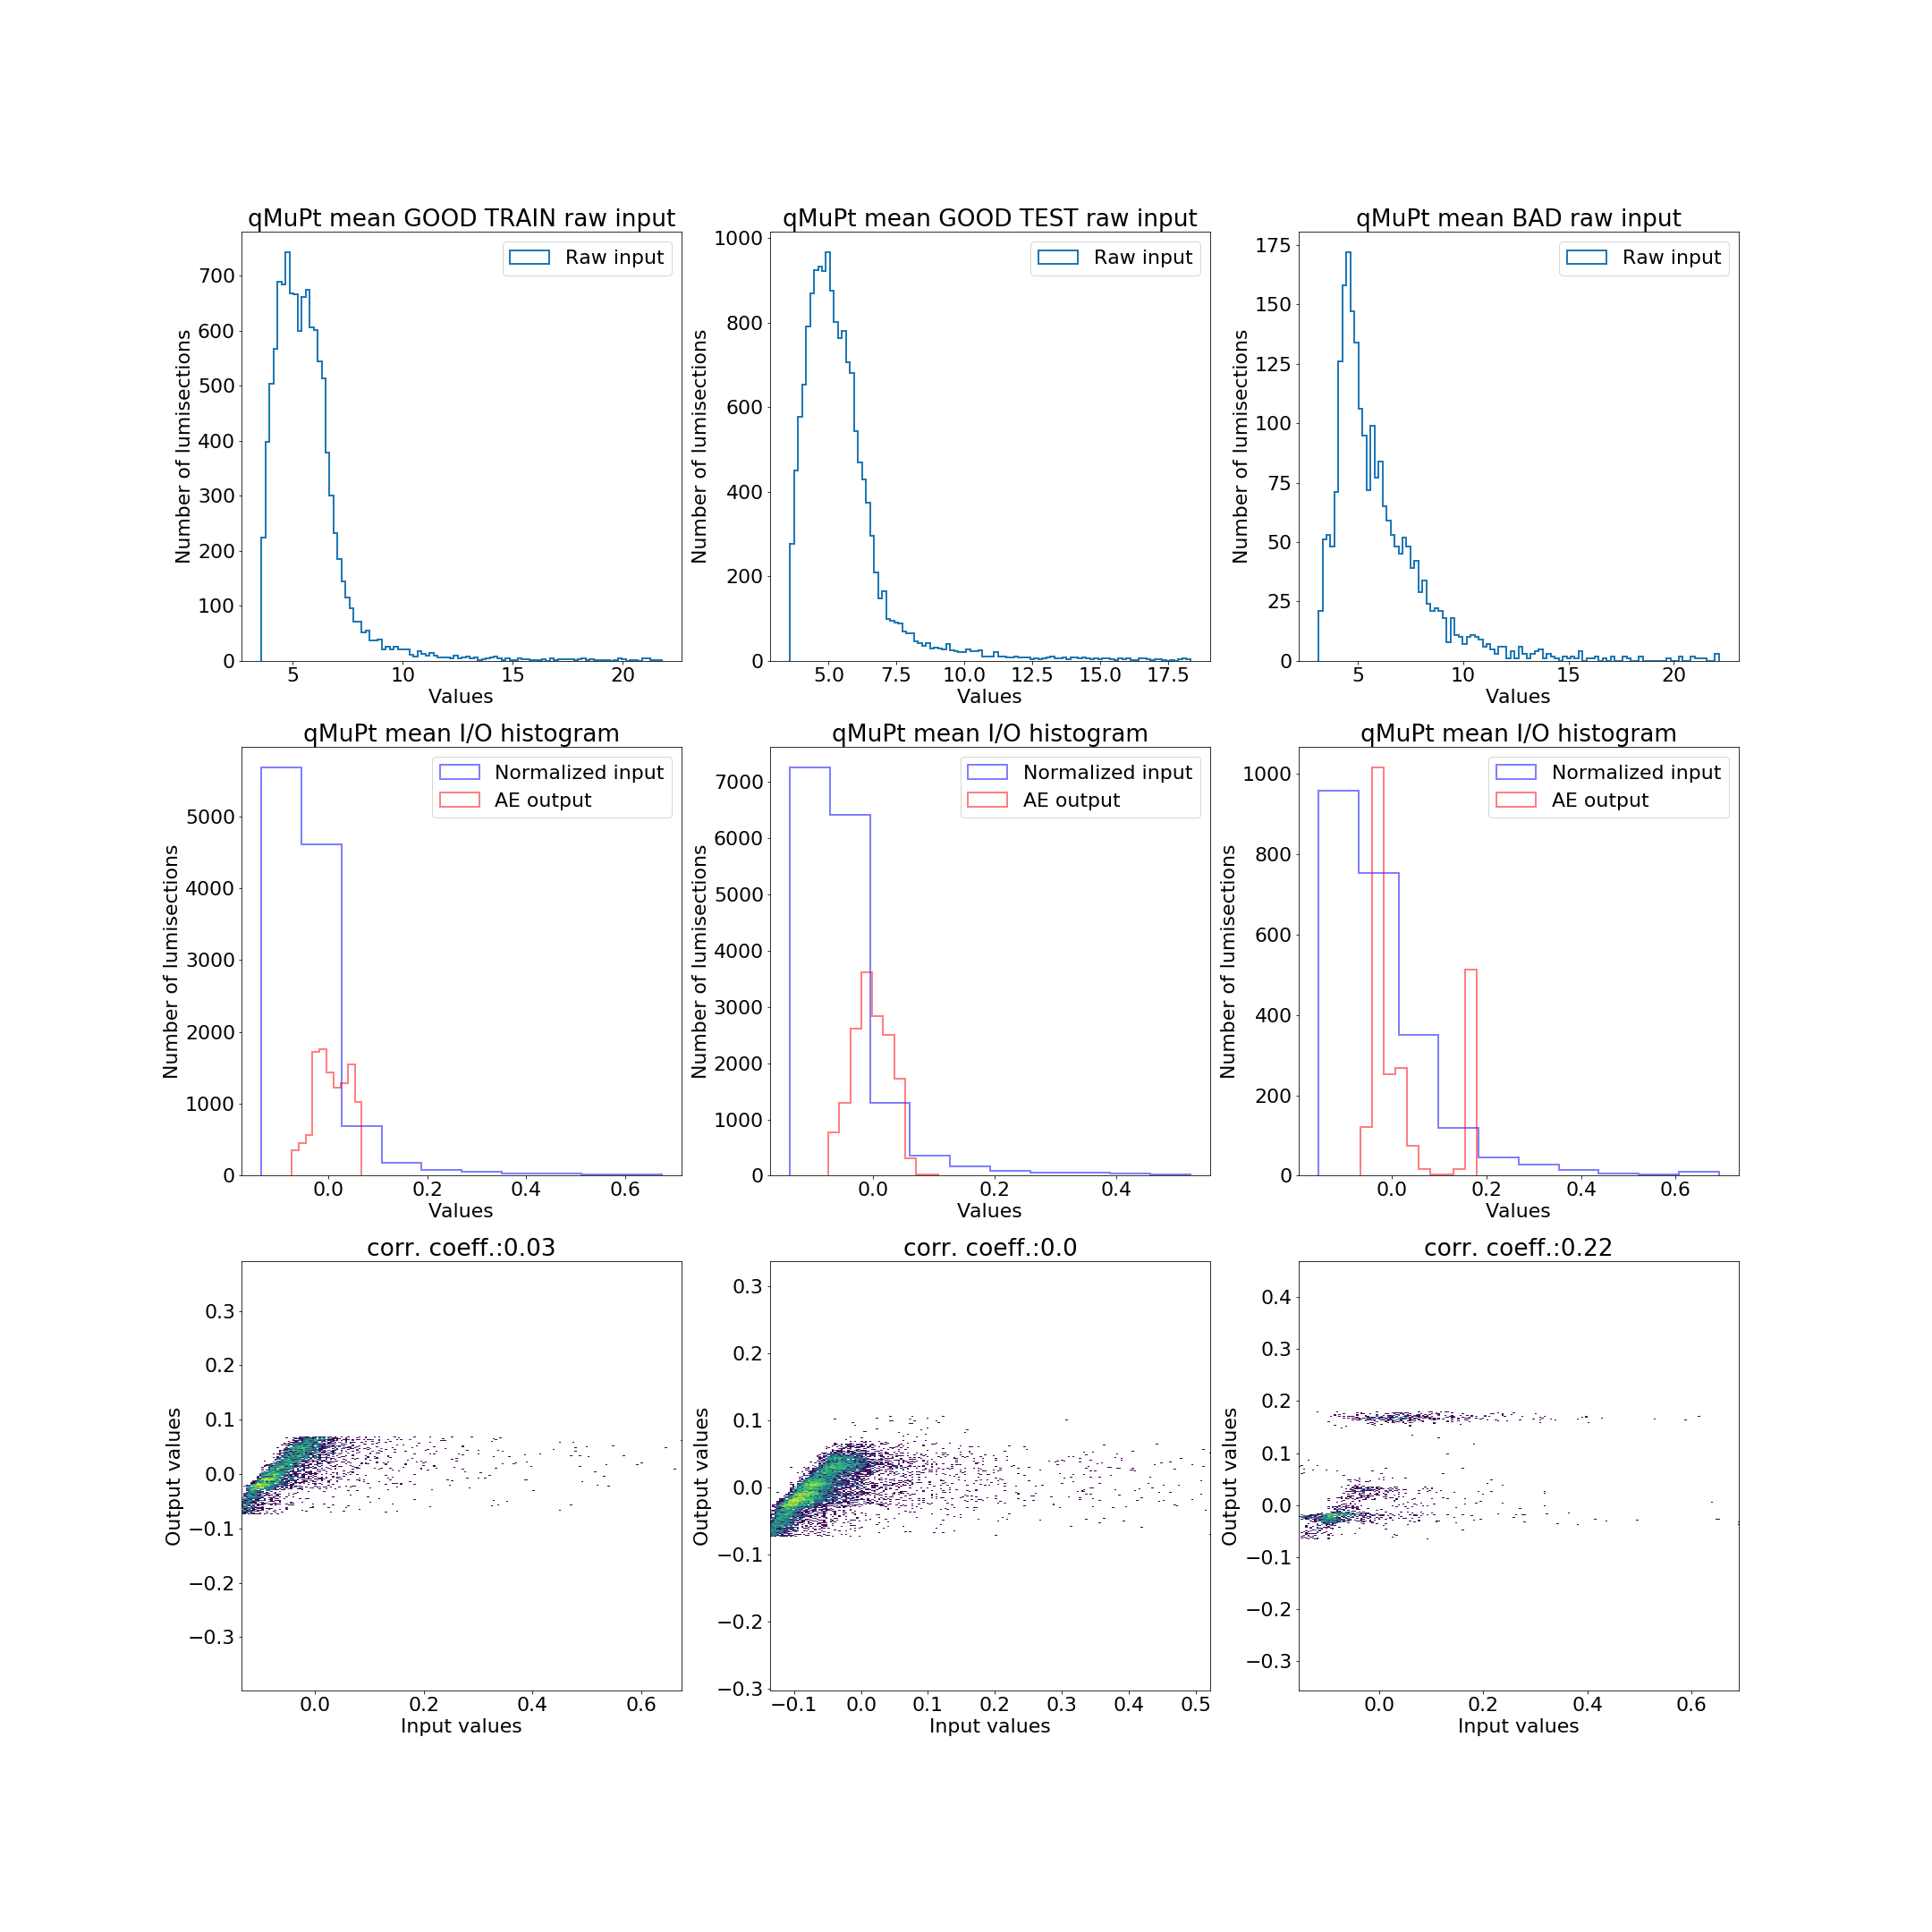 qMuPt mean GOOD TRAIN raw input
Raw input
700
600
500
400
300
200
100
0
5
10
15
20
Number of lumisections
Values
qMuPt mean GOOD TEST raw input
Raw input
1000
800
600
400
200
0
5.0
7.5
10.0
12.5
15.0
17.5
Number of lumisections
Values
qMuPt mean BAD raw input
Raw input
175
150
125
100
75
50
25
0
5
10
15
20
Number of lumisections
Values
qMuPt mean I/O histogram
Normalized input
AE output
5000
4000
3000
2000
1000
0
0.0
0.2
0.4
0.6
Number of lumisections
Values
qMuPt mean I/O histogram
Normalized input
AE output
7000
6000
5000
4000
3000
2000
1000
0
0.0
0.2
0.4
Number of lumisections
Values
qMuPt mean I/O histogram
Normalized input
AE output
1000
800
600
400
200
0
0.0
0.2
0.4
0.6
Number of lumisections
Values
corr. coeff.:0.03
0.3
0.2
0.1
0.0
−0.1
−0.2
−0.3
0.0
0.2
0.4
0.6
Output values
Input values
corr. coeff.:0.0
0.3
0.2
0.1
0.0
−0.1
−0.2
−0.3
−0.1
0.0
0.1
0.2
0.3
0.4
0.5
Output values
Input values
corr. coeff.:0.22
0.4
0.3
0.2
0.1
0.0
−0.1
−0.2
−0.3
0.0
0.2
0.4
0.6
Output values
Input values